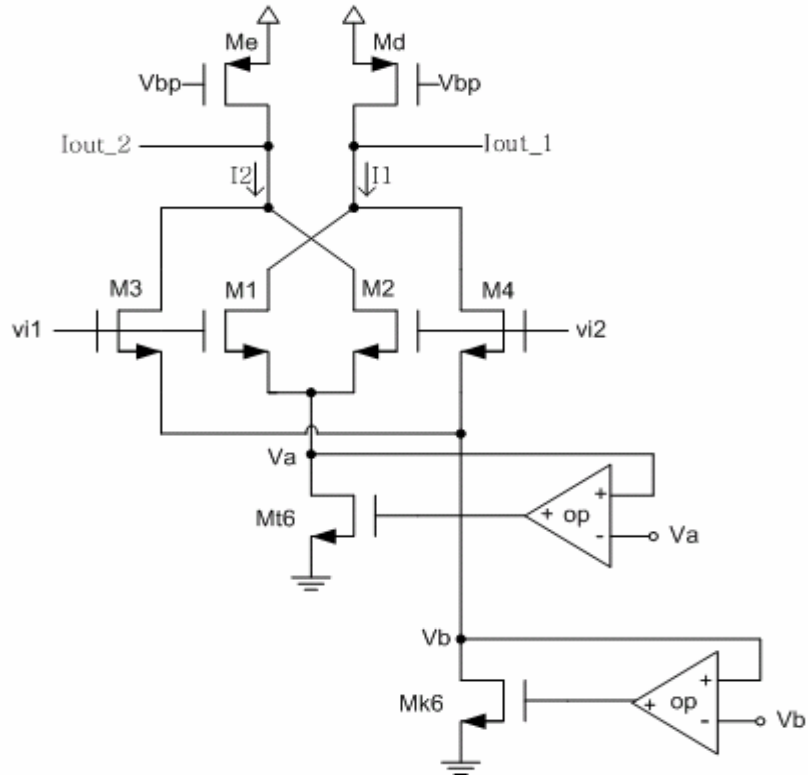 Me Md
Vbp Vbp
Iout_2 Iout_1
I2 I1
M3 M1 M2 M4
vi1 vi2
Va
+
Mt6 + op
- Va
Vb
+
Mk6 + op
- Vb